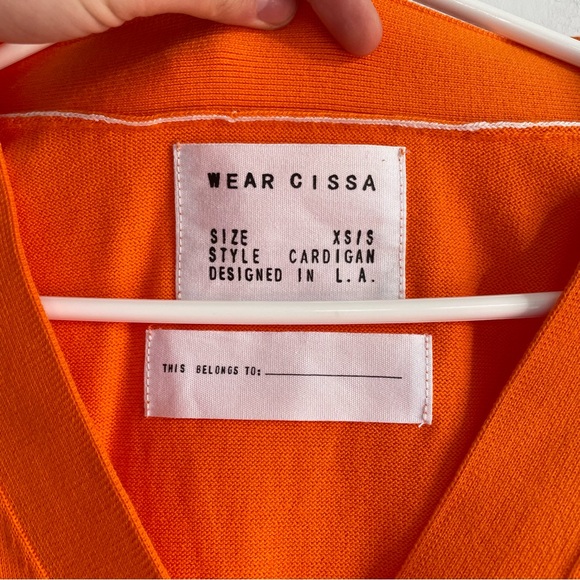 WEAR CISSA
SIZE XS/S
STYLE CARDIGAN
DESIGNED IN L.A.
THIS BELONGS TO: